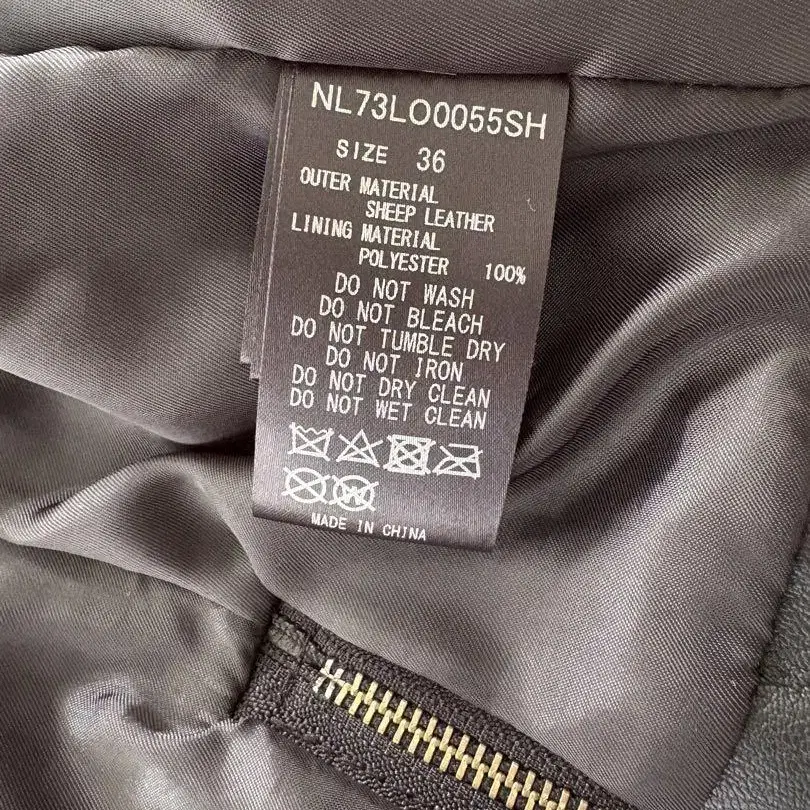 NL73LO0055SH
SIZE 36
OUTER MATERIAL
SHEEP LEATHER
LINING MATERIAL
POLYESTER 100%
DO NOT WASH
DO NOT BLEACH
DO NOT TUMBLE DRY
DO NOT IRON
DO NOT DRY CLEAN
DO NOT WET CLEAN
W
MADE IN CHINA